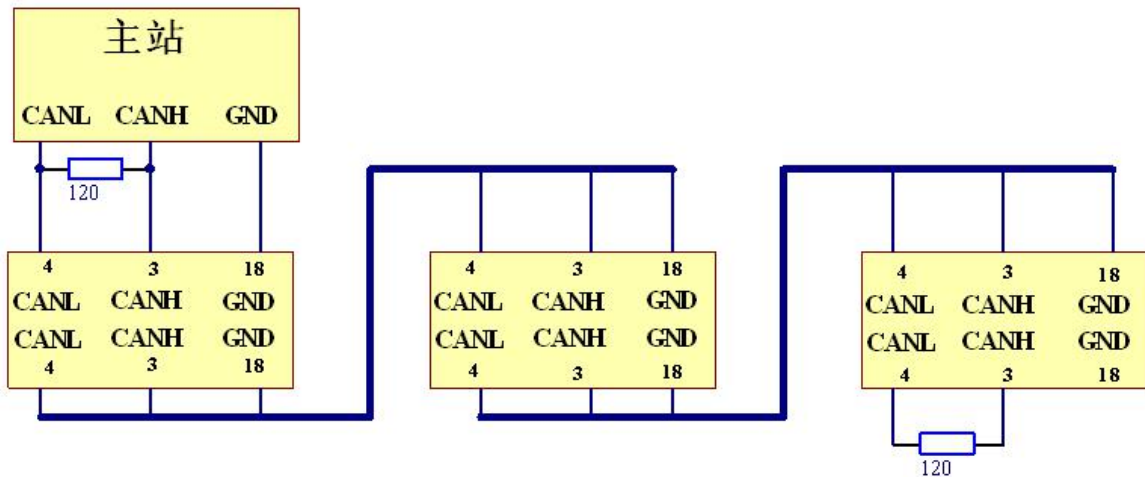 主站
CANL CANH GND
120
4 3 18 4 3 18 4 3 18
CANL CANH GND CANL CANH GND CANL CANH GND
CANL CANH GND CANL CANH GND CANL CANH GND
4 3 18 4 3 18 4 3 18
120